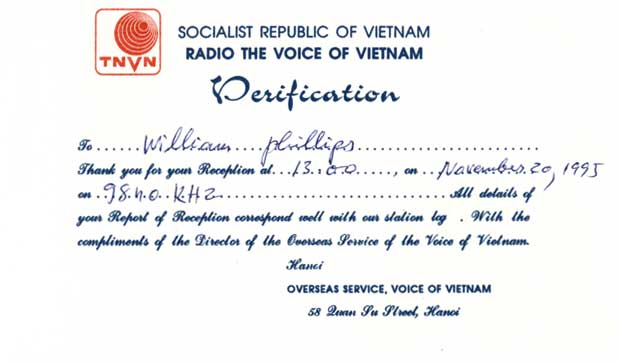 TNVN
SOCIALIST REPUBLIC OF VIETNAM
RADIO THE VOICE OF VIETNAM
Verification
To ......William....phillips..........................
Thank you for your Reception at...13:00....., on ..November.20, 1995
on .9840.KHz.................................All details of
your Report of Reception correspond well with our station log . With the
compliments of the Director of the Overseas Service of the Voice of Vietnam.
Hanoi
OVERSEAS SERVICE, VOICE OF VIETNAM
58 Quan Su Street, Hanoi